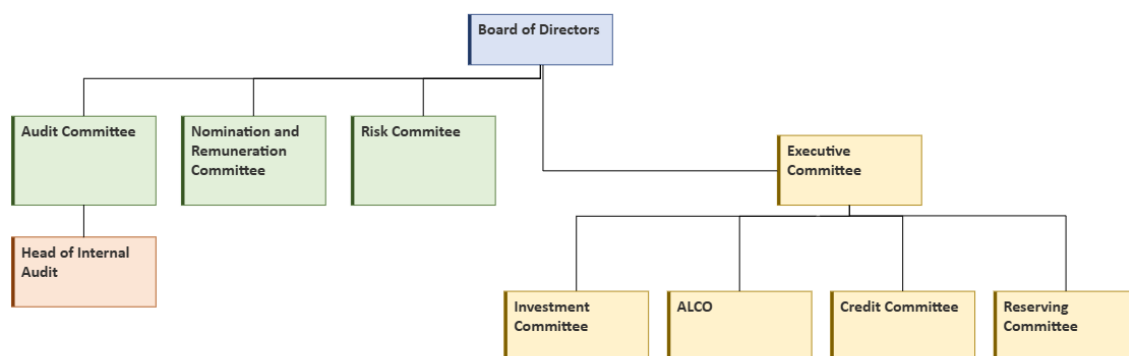 Board of Directors
Audit Committee
Nomination and
Remuneration
Committee
Risk Commitee
Executive
Committee
Head of Internal
Audit
Investment
Committee
ALCO
Credit Committee
Reserving
Committee